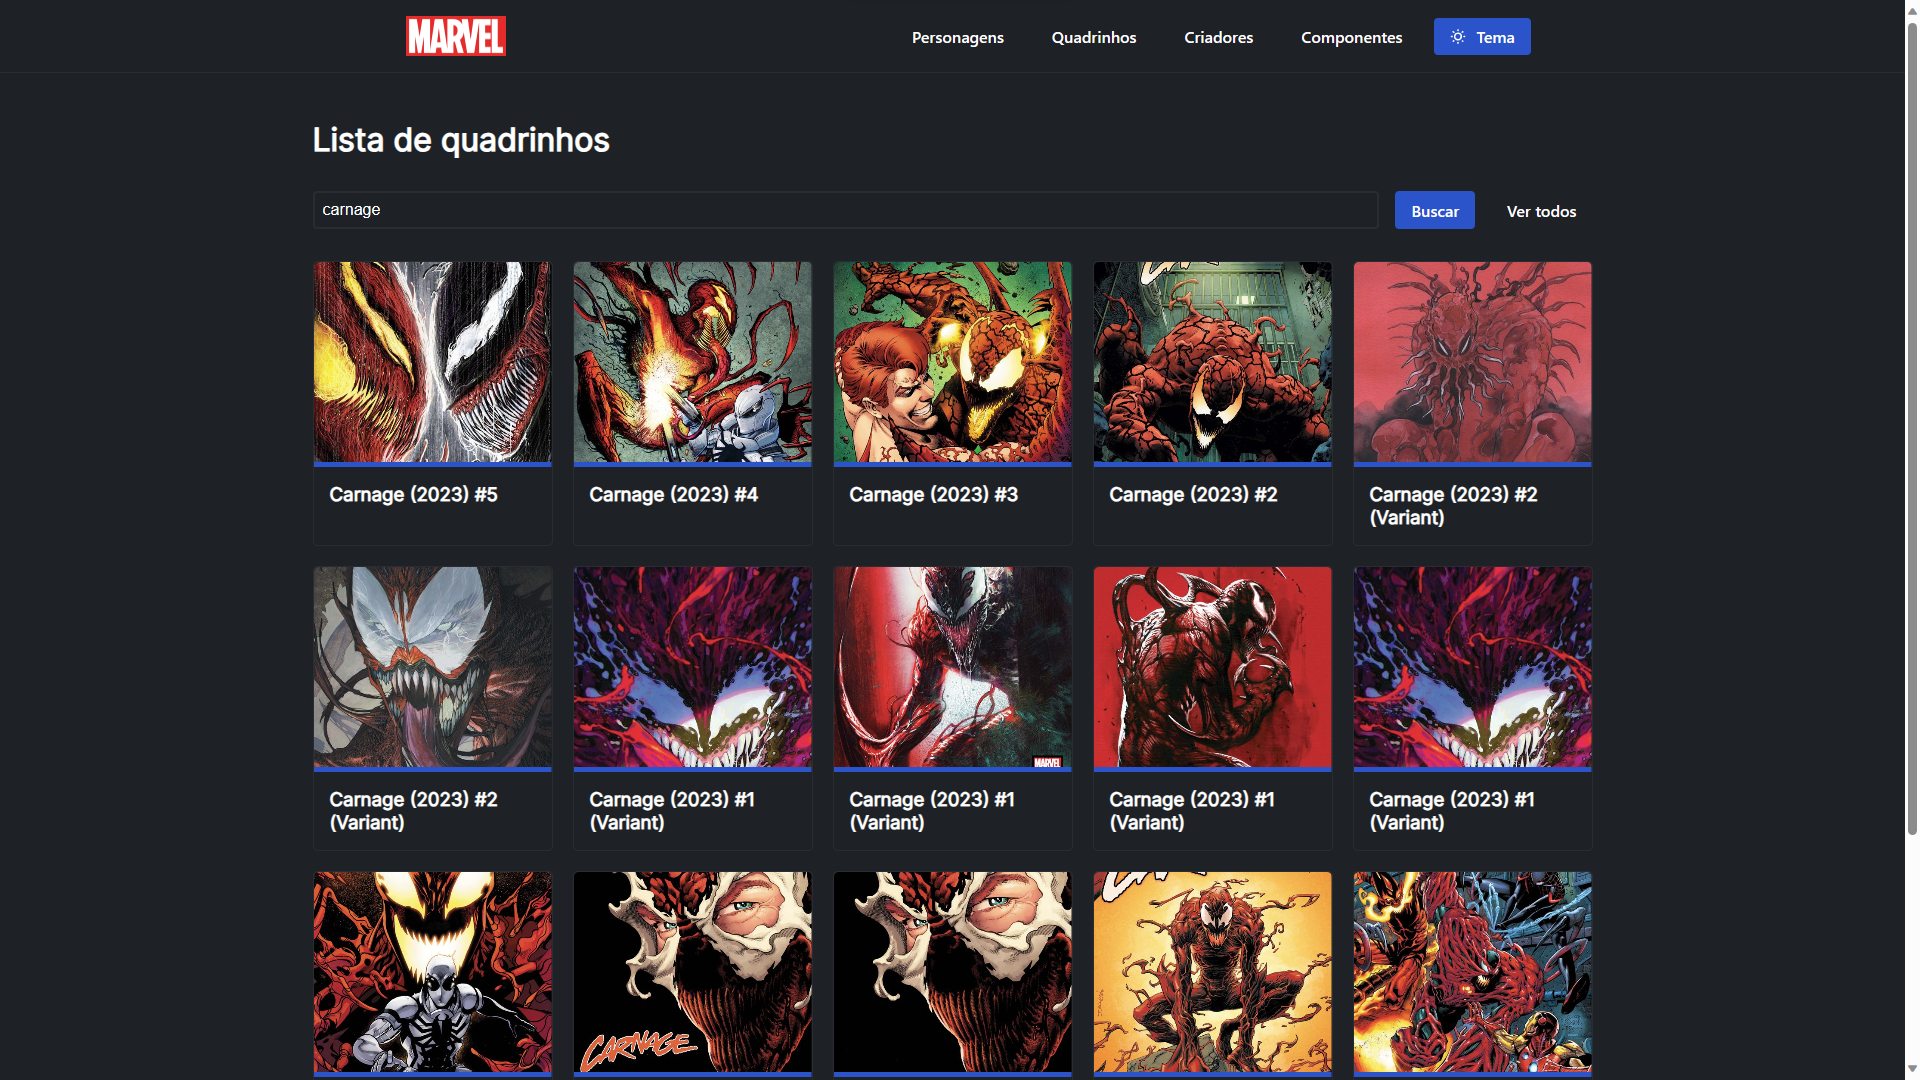 MARVEL
Personagens
Quadrinhos
Criadores
Componentes
Tema
Lista de quadrinhos
carnage
Buscar
Ver todos
Carnage (2023) #5
Carnage (2023) #4
Carnage (2023) #3
Carnage (2023) #2
Carnage (2023) #2
(Variant)
Carnage (2023) #2
(Variant)
Carnage (2023) #1
(Variant)
MARVEL
Carnage (2023) #1
(Variant)
Carnage (2023) #1
(Variant)
Carnage (2023) #1
(Variant)
CARNAGE